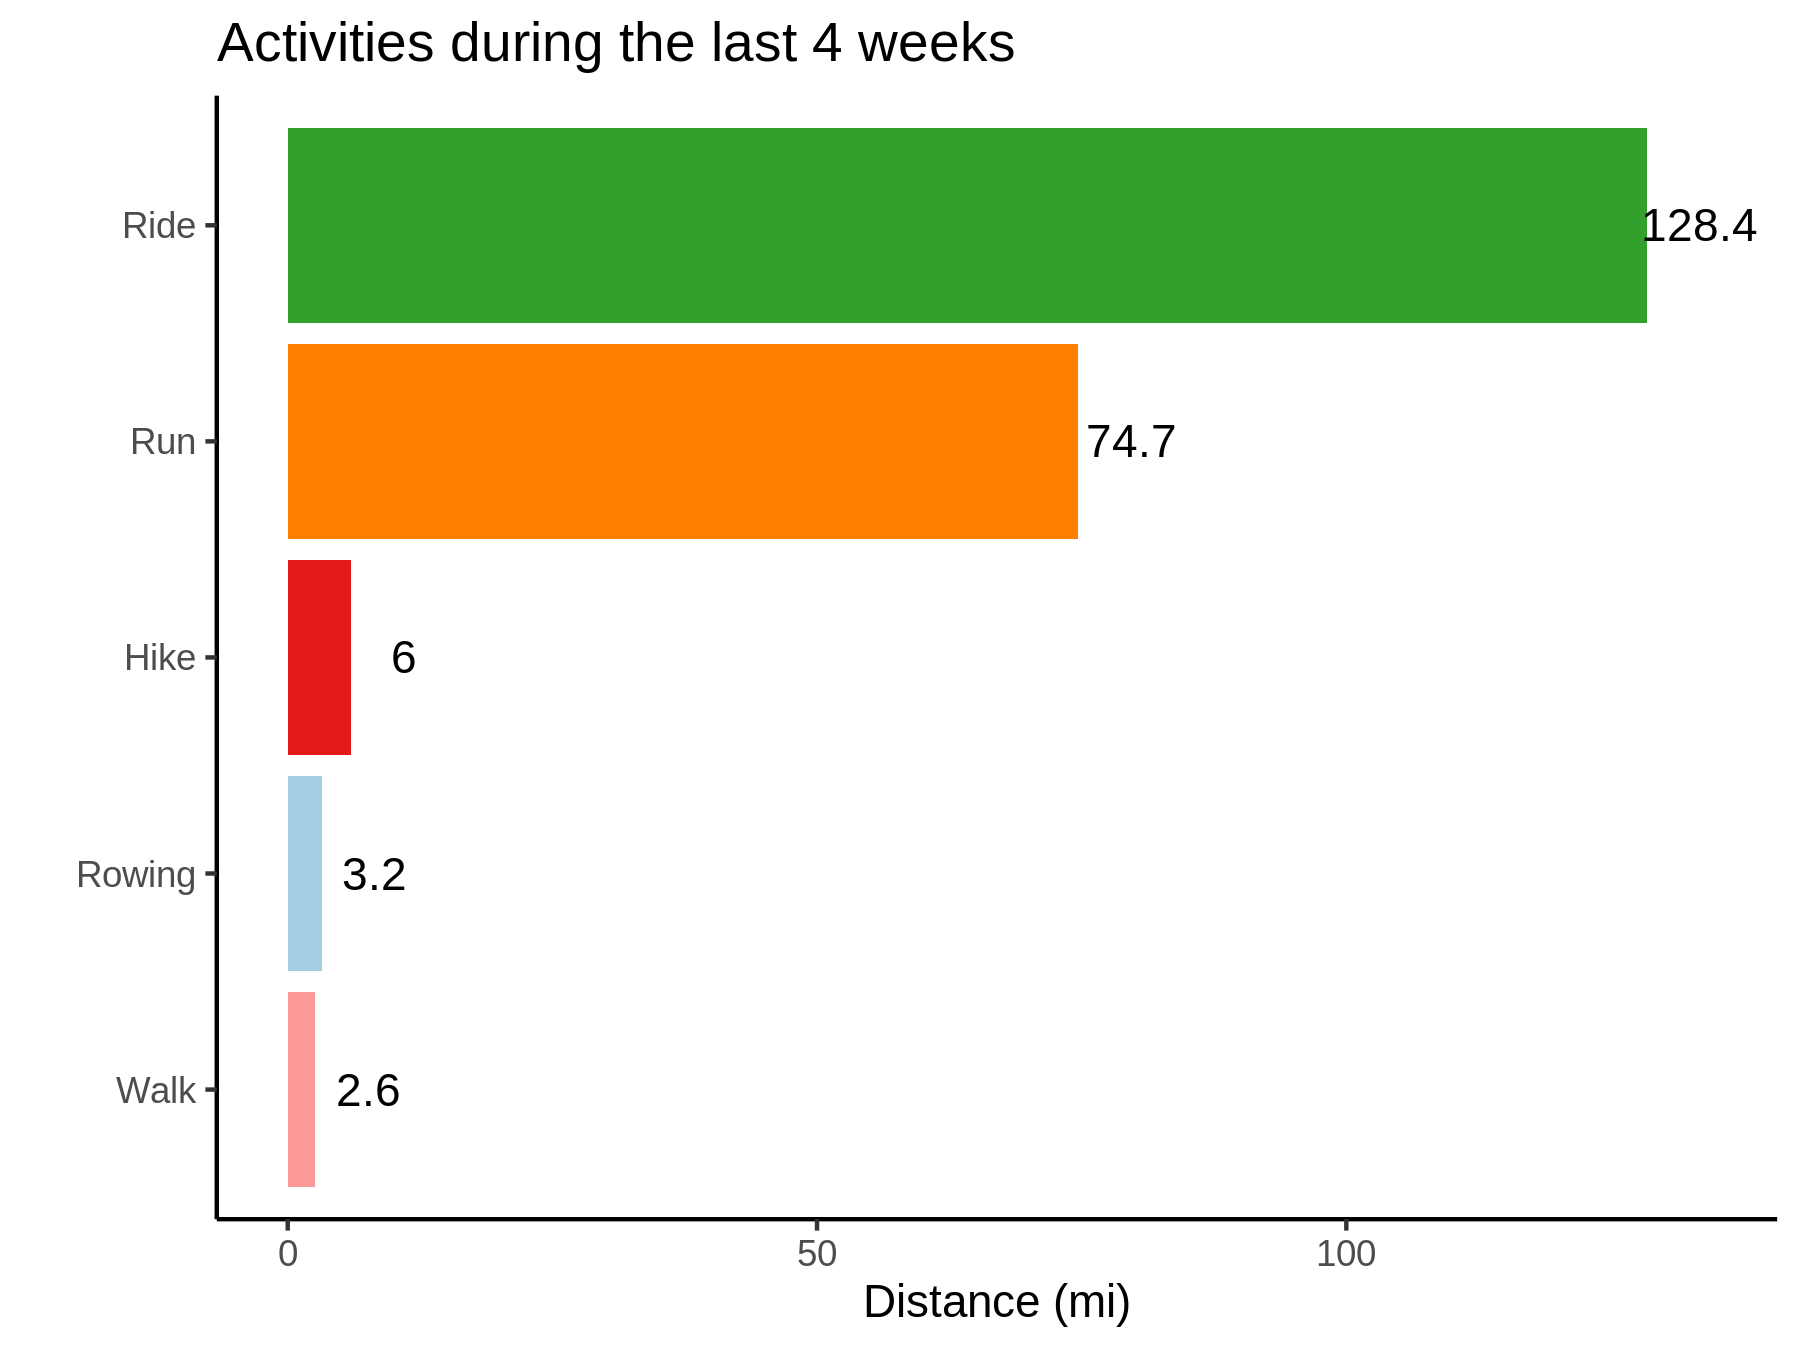 Activities during the last 4 weeks
Ride 128.4
Run 74.7
Hike 6
Rowing 3.2
Walk 2.6
0 50 100
Distance (mi)